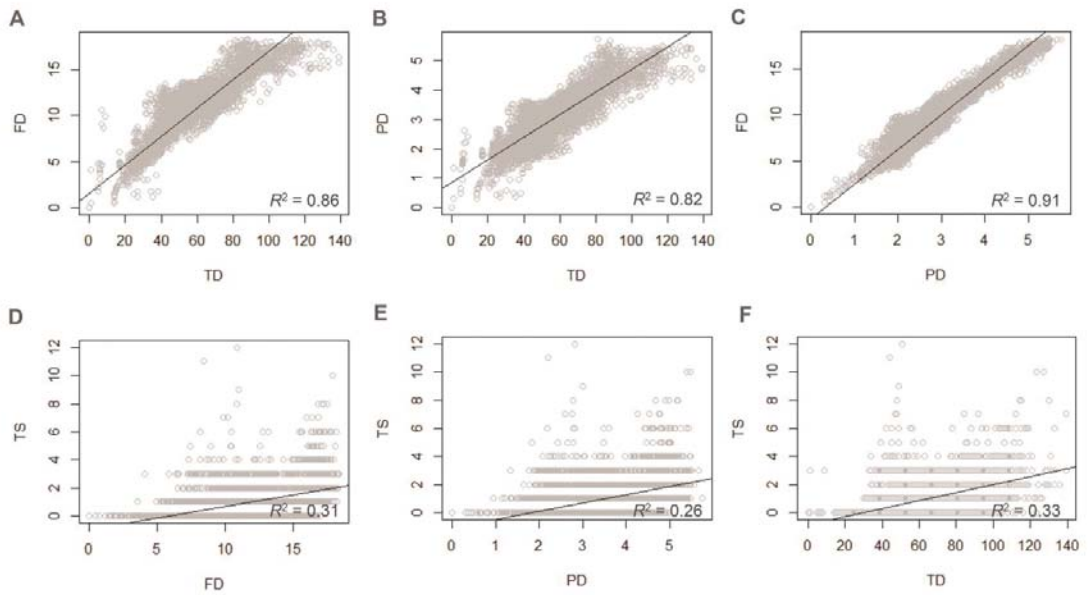 A
B
C
FD
15
10
5
0
R² = 0.86
0 20 40 60 80 100 120 140
TD
PD
5
4
3
2
1
0
R² = 0.82
0 20 40 60 80 100 120 140
TD
FD
15
10
5
0
R² = 0.91
0 1 2 3 4 5
PD
D
E
F
TS
12
10
8
6
4
2
0
R² = 0.31
0 5 10 15
FD
TS
12
10
8
6
4
2
0
R² = 0.26
0 1 2 3 4 5
PD
TS
12
10
8
6
4
2
0
R² = 0.33
0 20 40 60 80 100 120 140
TD